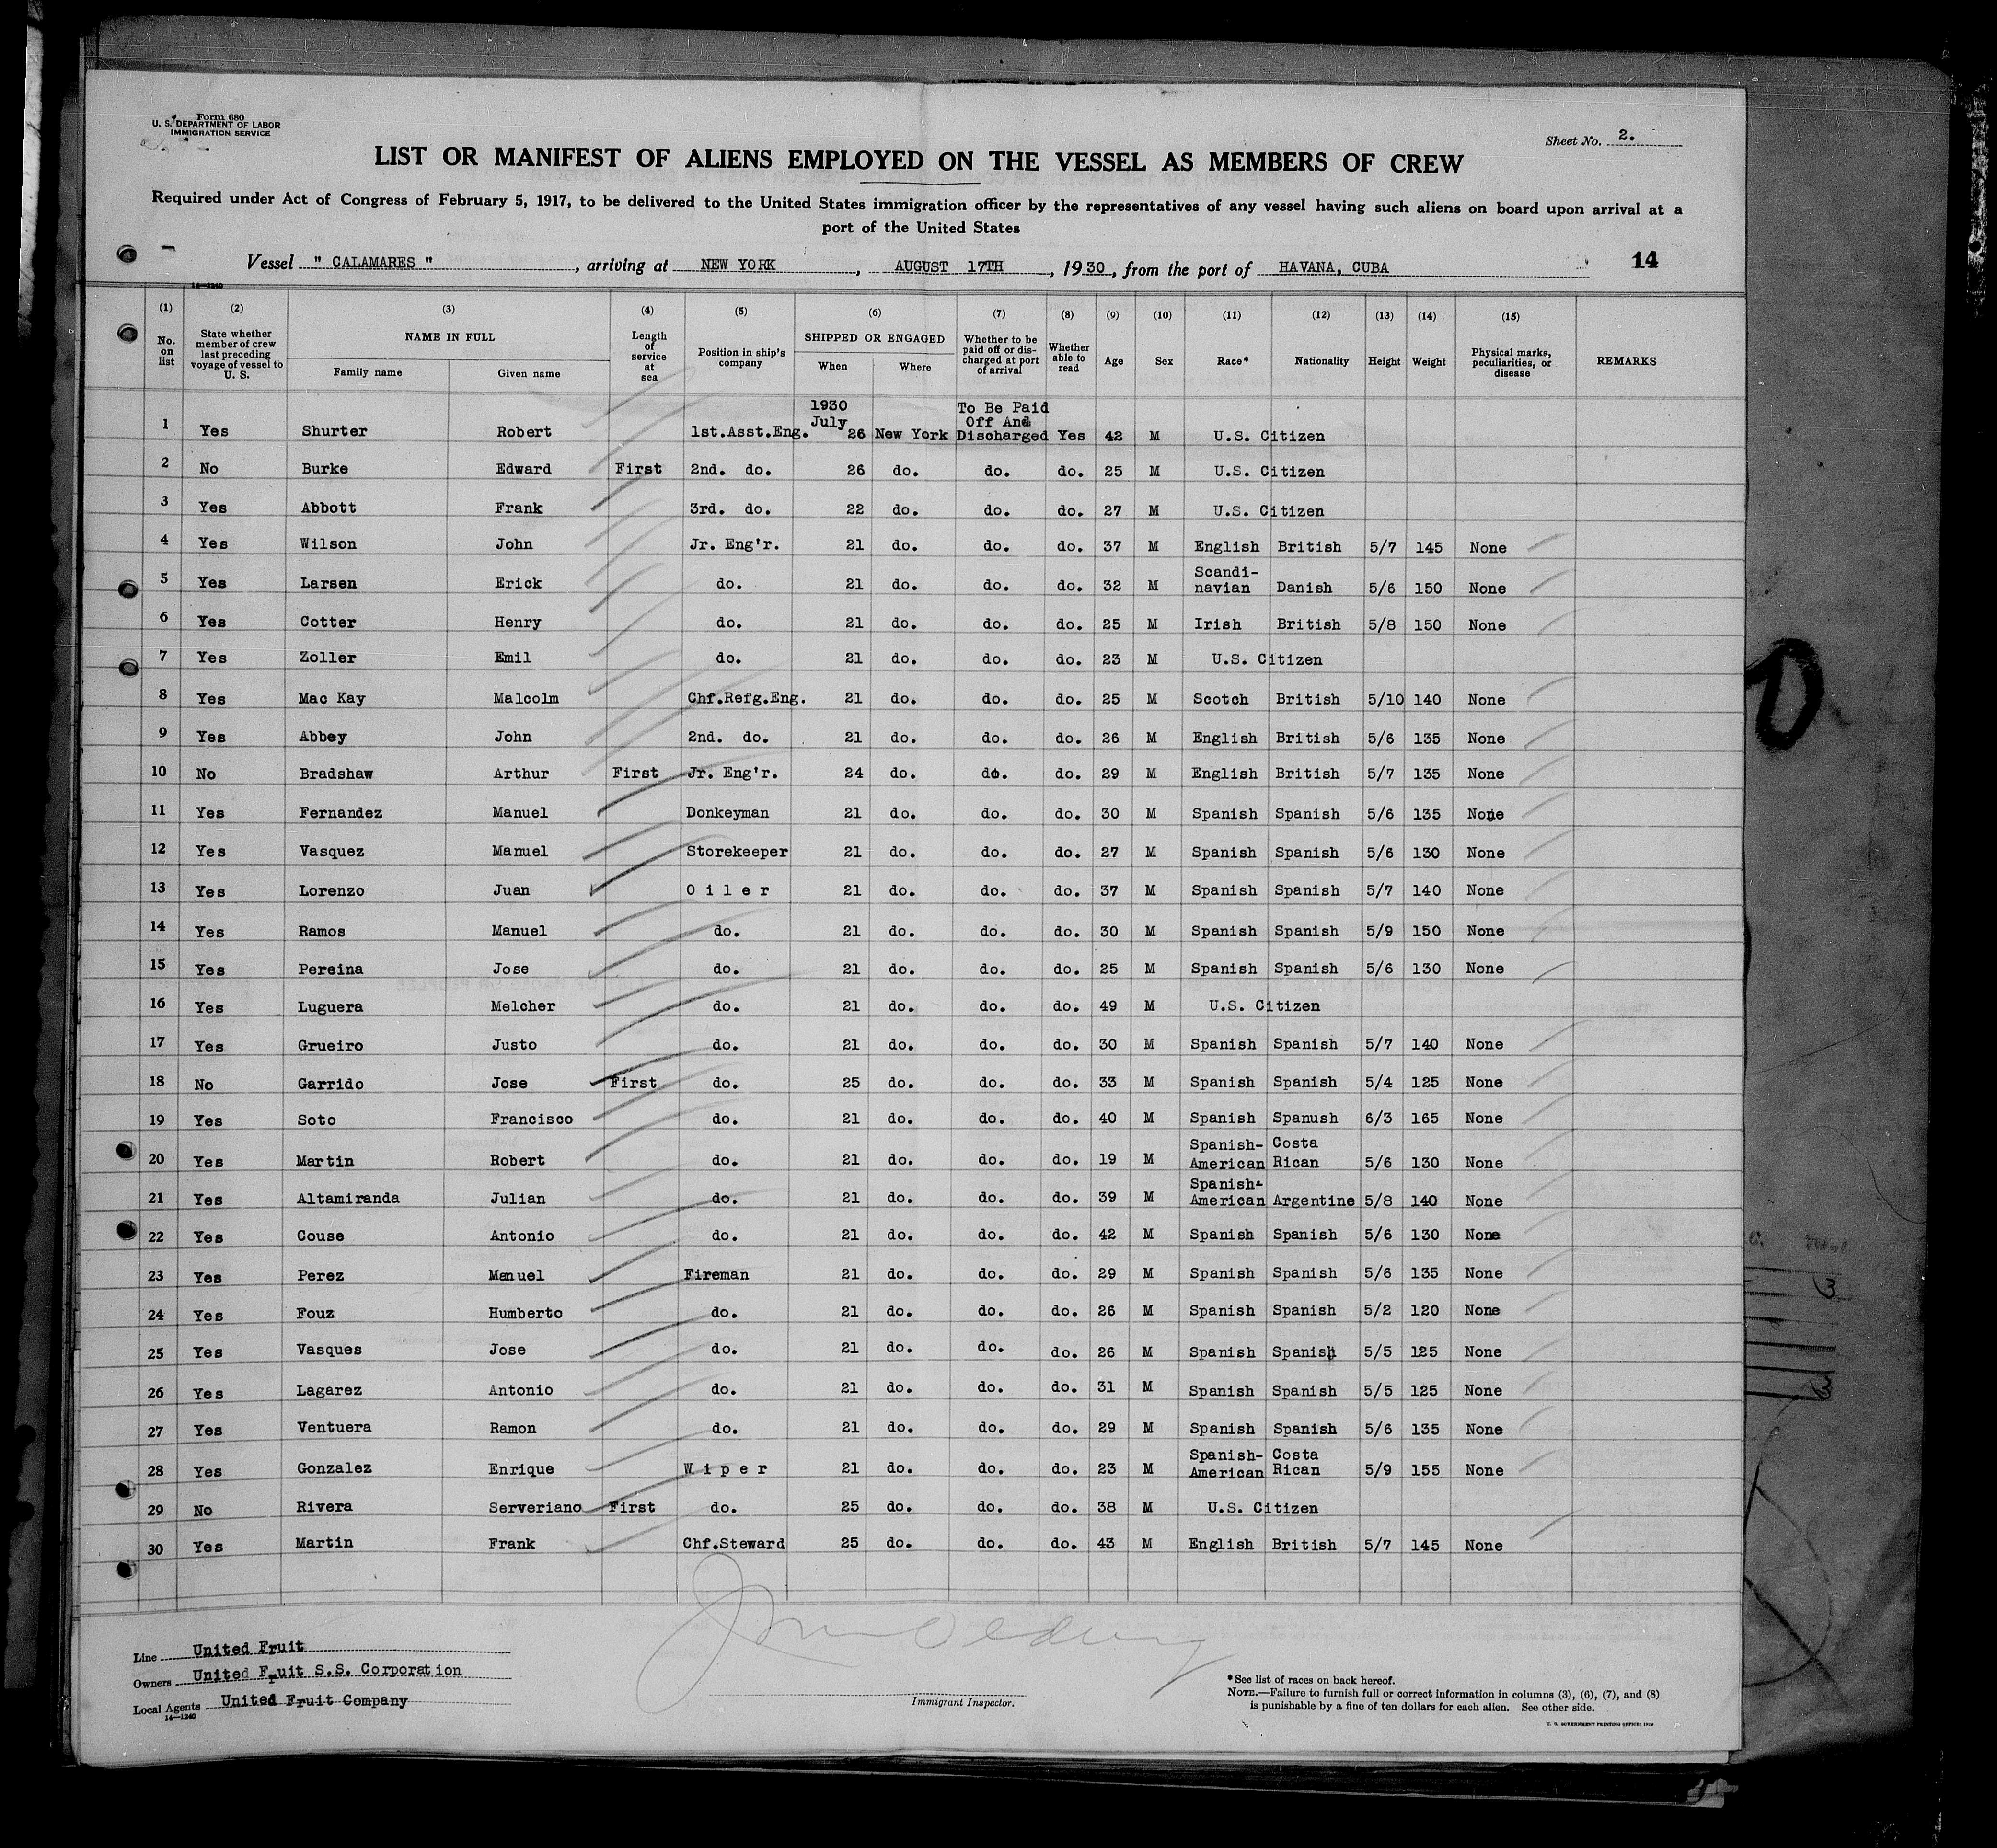 Form 680
U. S. DEPARTMENT OF LABOR
IMMIGRATION SERVICE
Sheet No. 2.
LIST OR MANIFEST OF ALIENS EMPLOYED ON THE VESSEL AS MEMBERS OF CREW
Required under Act of Congress of February 5, 1917, to be delivered to the United States immigration officer by the representatives of any vessel having such aliens on board upon arrival at a
port of the United States
Vessel " CALAMARES ", arriving at NEW YORK, AUGUST 17TH, 1930, from the port of HAVANA, CUBA 14
14—1240
(1) (2) (3) (4) (5) (6) (7) (8) (9) (10) (11) (12) (13) (14) (15)
No. on list State whether member of crew last preceding voyage of vessel to U. S. NAME IN FULL Family name Given name Length of service at sea Position in ship's company SHIPPED OR ENGAGED When Where Whether to be paid off or discharged at port of arrival Whether able to read Age Sex Race* Nationality Height Weight Physical marks, peculiarities, or disease REMARKS
1 Yes Shurter Robert 1st.Asst.Eng. 1930 July 26 New York To Be Paid Off And Discharged Yes 42 M U.S. Citizen
2 No Burke Edward First 2nd. do. 26 do. do. do. 25 M U.S. Citizen
3 Yes Abbott Frank 3rd. do. 22 do. do. do. 27 M U.S. Citizen
4 Yes Wilson John Jr. Eng'r. 21 do. do. do. 37 M English British 5/7 145 None
5 Yes Larsen Erick do. 21 do. do. do. 32 M Scandi-navian Danish 5/6 150 None
6 Yes Cotter Henry do. 21 do. do. do. 25 M Irish British 5/8 150 None
7 Yes Zoller Emil do. 21 do. do. do. 23 M U.S. Citizen
8 Yes Mac Kay Malcolm Chf.Refg.Eng. 21 do. do. do. 25 M Scotch British 5/10 140 None
9 Yes Abbey John 2nd. do. 21 do. do. do. 26 M English British 5/6 135 None
10 No Bradshaw Arthur First Jr. Eng'r. 24 do. do. do. 29 M English British 5/7 135 None
11 Yes Fernandez Manuel Donkeyman 21 do. do. do. 30 M Spanish Spanish 5/6 135 None
12 Yes Vasquez Manuel Storekeeper 21 do. do. do. 27 M Spanish Spanish 5/6 130 None
13 Yes Lorenzo Juan O i l e r 21 do. do. do. 37 M Spanish Spanish 5/7 140 None
14 Yes Ramos Manuel do. 21 do. do. do. 30 M Spanish Spanish 5/9 150 None
15 Yes Pereina Jose do. 21 do. do. do. 25 M Spanish Spanish 5/6 130 None
16 Yes Luguera Melcher do. 21 do. do. do. 49 M U.S. Citizen
17 Yes Grueiro Justo do. 21 do. do. do. 30 M Spanish Spanish 5/7 140 None
18 No Garrido Jose First do. 25 do. do. do. 33 M Spanish Spanish 5/4 125 None
19 Yes Soto Francisco do. 21 do. do. do. 40 M Spanish Spanush 6/3 165 None
20 Yes Martin Robert do. 21 do. do. do. 19 M Spanish-American Costa Rican 5/6 130 None
21 Yes Altamiranda Julian do. 21 do. do. do. 39 M Spanish-American Argentine 5/8 140 None
22 Yes Couse Antonio do. 21 do. do. do. 42 M Spanish Spanish 5/6 130 None
23 Yes Perez Manuel Fireman 21 do. do. do. 29 M Spanish Spanish 5/6 135 None
24 Yes Fouz Humberto do. 21 do. do. do. 26 M Spanish Spanish 5/2 120 None
25 Yes Vasques Jose do. 21 do. do. do. 26 M Spanish Spanish 5/5 125 None
26 Yes Lagarez Antonio do. 21 do. do. do. 31 M Spanish Spanish 5/5 125 None
27 Yes Ventuera Ramon do. 21 do. do. do. 29 M Spanish Spanish 5/6 135 None
28 Yes Gonzalez Enrique W i p e r 21 do. do. do. 23 M Spanish-American Costa Rican 5/9 155 None
29 No Rivera Serveriano First do. 25 do. do. do. 38 M U.S. Citizen
30 Yes Martin Frank Chf.Steward 25 do. do. do. 43 M English British 5/7 145 None
Line United Fruit
Owners United Fruit S.S. Corporation
Local Agents United Fruit Company
14—1240
Immigrant Inspector.
*See list of races on back hereof.
NOTE.—Failure to furnish full or correct information in columns (3), (6), (7), and (8)
is punishable by a fine of ten dollars for each alien. See other side.